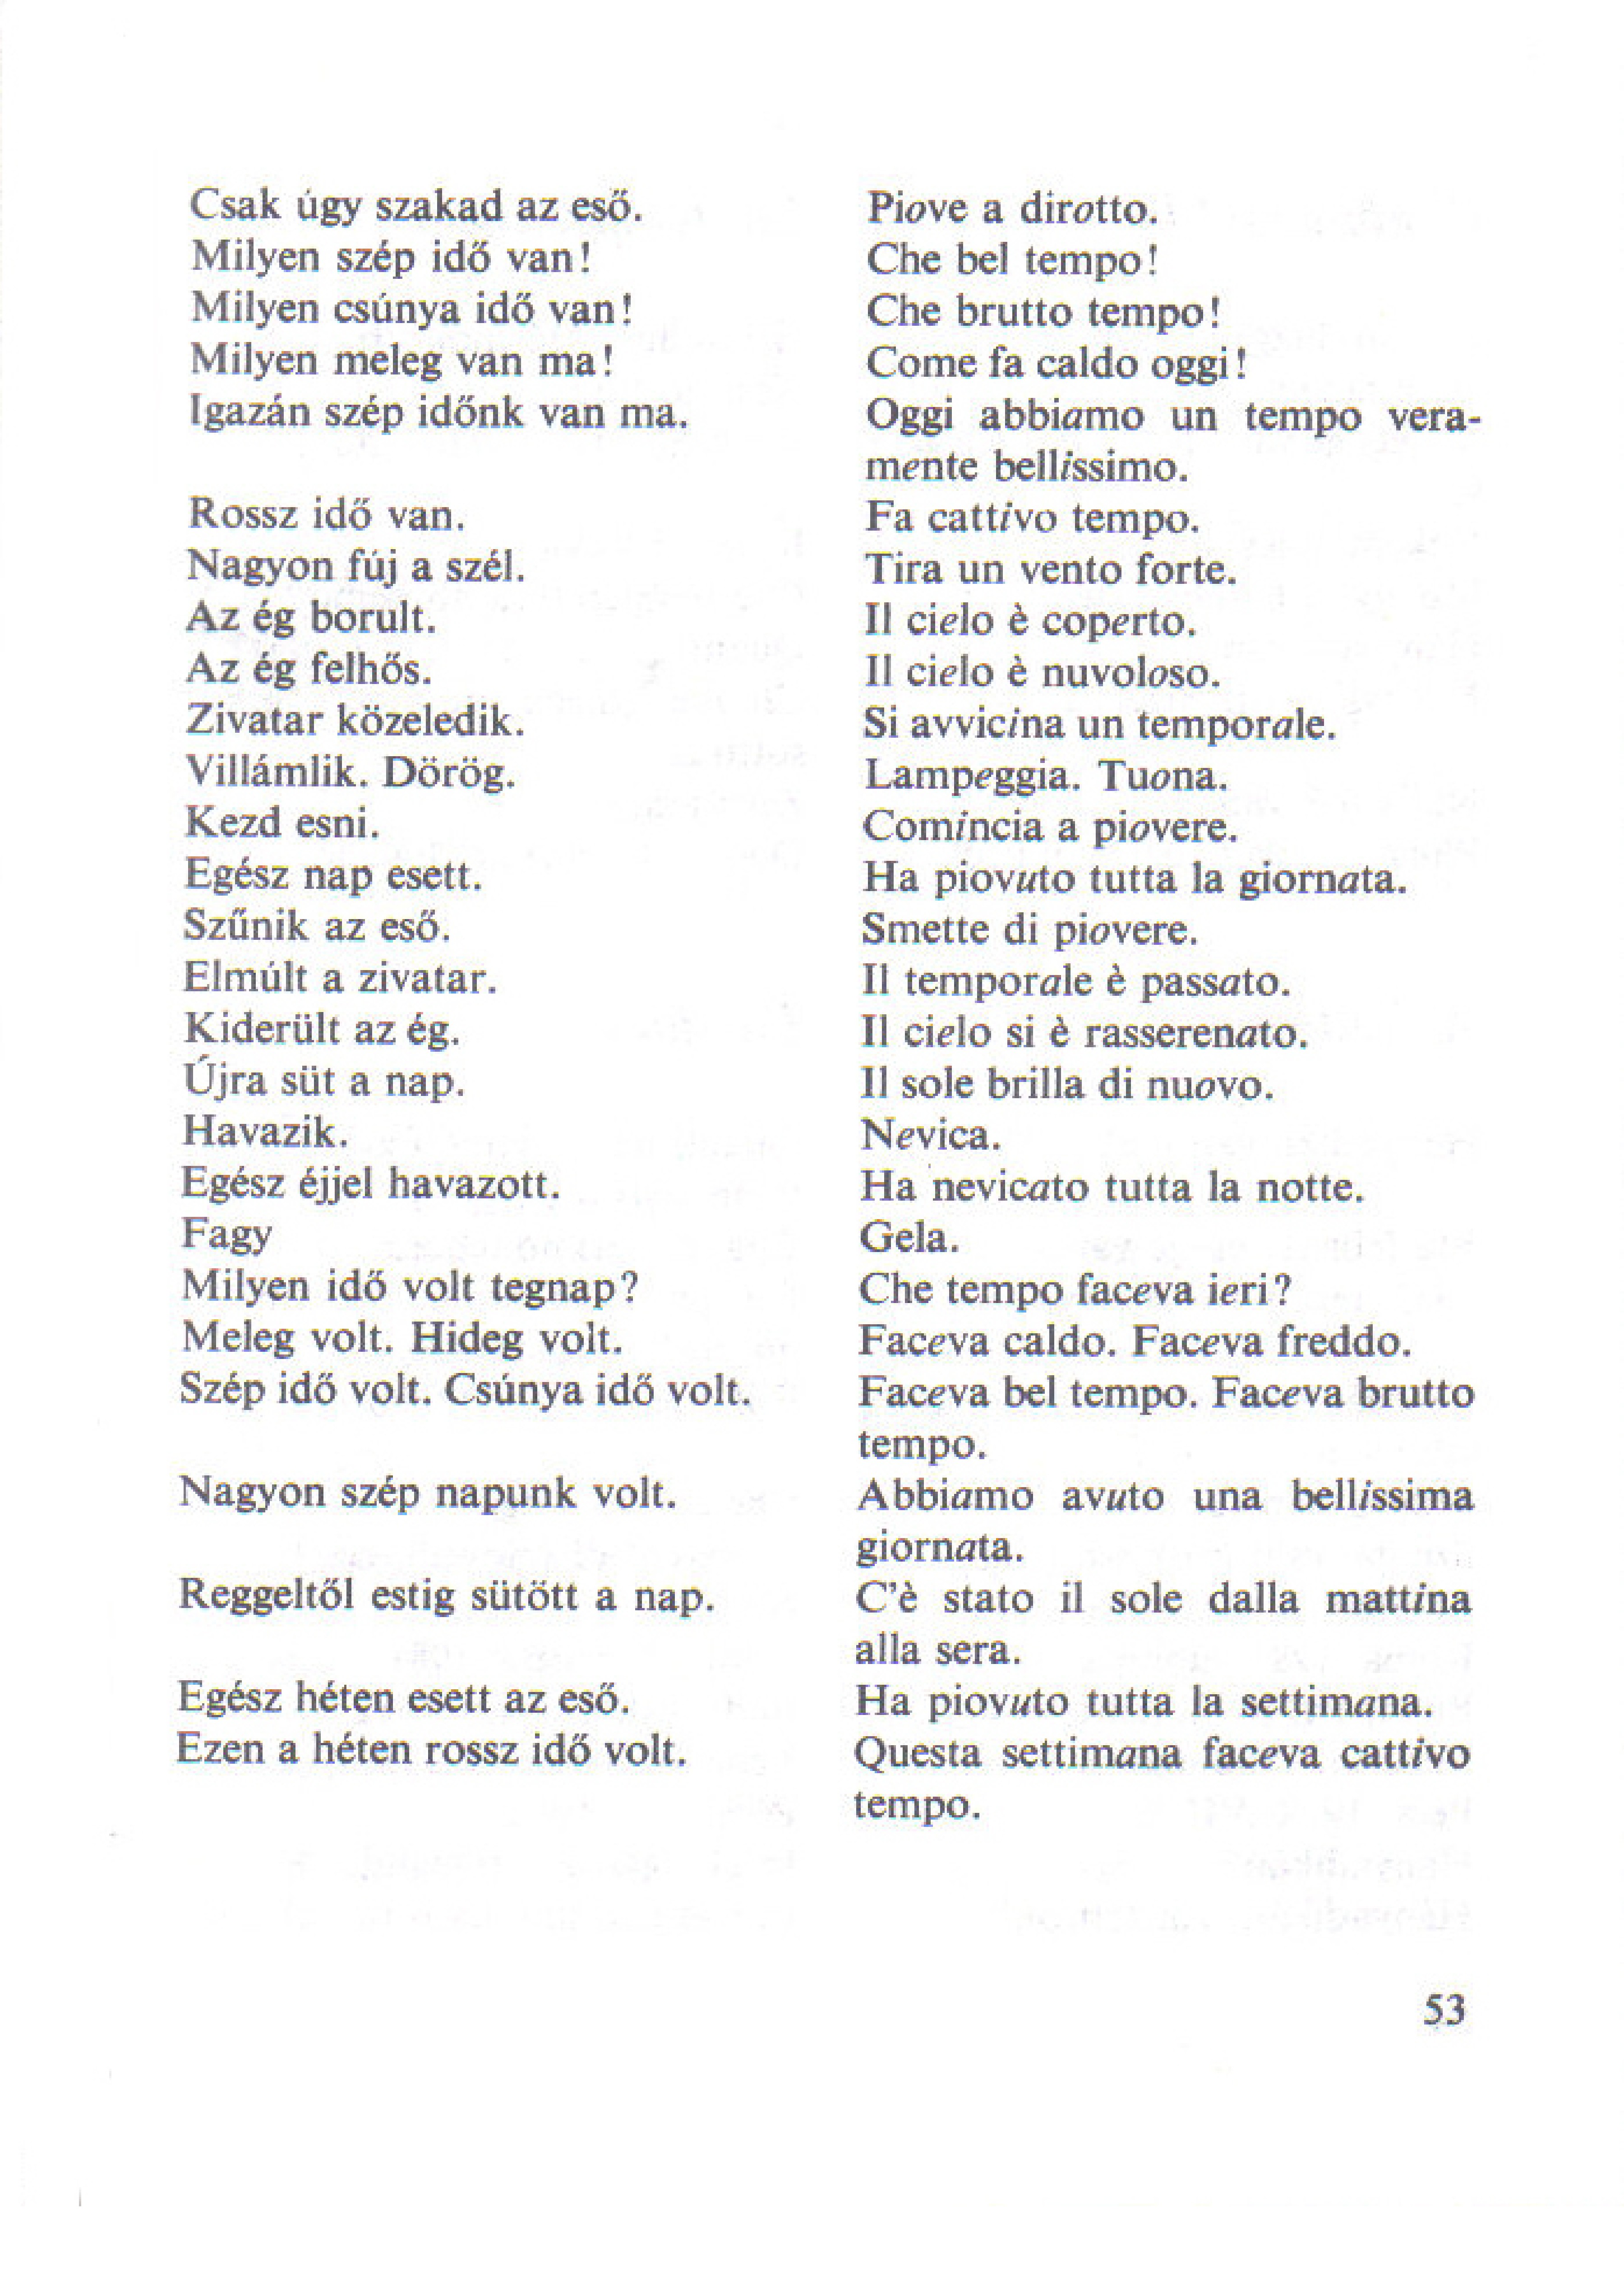 Csak úgy szakad az eső.
Milyen szép idő van!
Milyen csúnya idő van!
Milyen meleg van ma!
Igazán szép időnk van ma.
Rossz idő van.
Nagyon fúj a szél.
Az ég borult.
Az ég felhős.
Zivatar közeledik.
Villámlik. Dörög.
Kezd esni.
Egész nap esett.
Szűnik az eső.
Elmúlt a zivatar.
Kiderült az ég.
Újra süt a nap.
Havazik.
Egész éjjel havazott.
Fagy
Milyen idő volt tegnap?
Meleg volt. Hideg volt.
Szép idő volt. Csúnya idő volt.
Nagyon szép napunk volt.
Reggeltől estig sütött a nap.
Egész héten esett az eső.
Ezen a héten rossz idő volt.
Piove a dirotto.
Che bel tempo!
Che brutto tempo!
Come fa caldo oggi!
Oggi abbiamo un tempo vera-
mente bellissimo.
Fa cattivo tempo.
Tira un vento forte.
Il cielo è coperto.
Il cielo è nuvoloso.
Si avvicina un temporale.
Lampeggia. Tuona.
Comincia a piovere.
Ha piovuto tutta la giornata.
Smette di piovere.
Il temporale è passato.
Il cielo si è rasserenato.
Il sole brilla di nuovo.
Nevica.
Ha nevicato tutta la notte.
Gela.
Che tempo faceva ieri?
Faceva caldo. Faceva freddo.
Faceva bel tempo. Faceva brutto
tempo.
Abbiamo avuto una bellissima
giornata.
C'è stato il sole dalla mattina
alla sera.
Ha piovuto tutta la settimana.
Questa settimana faceva cattivo
tempo.
53